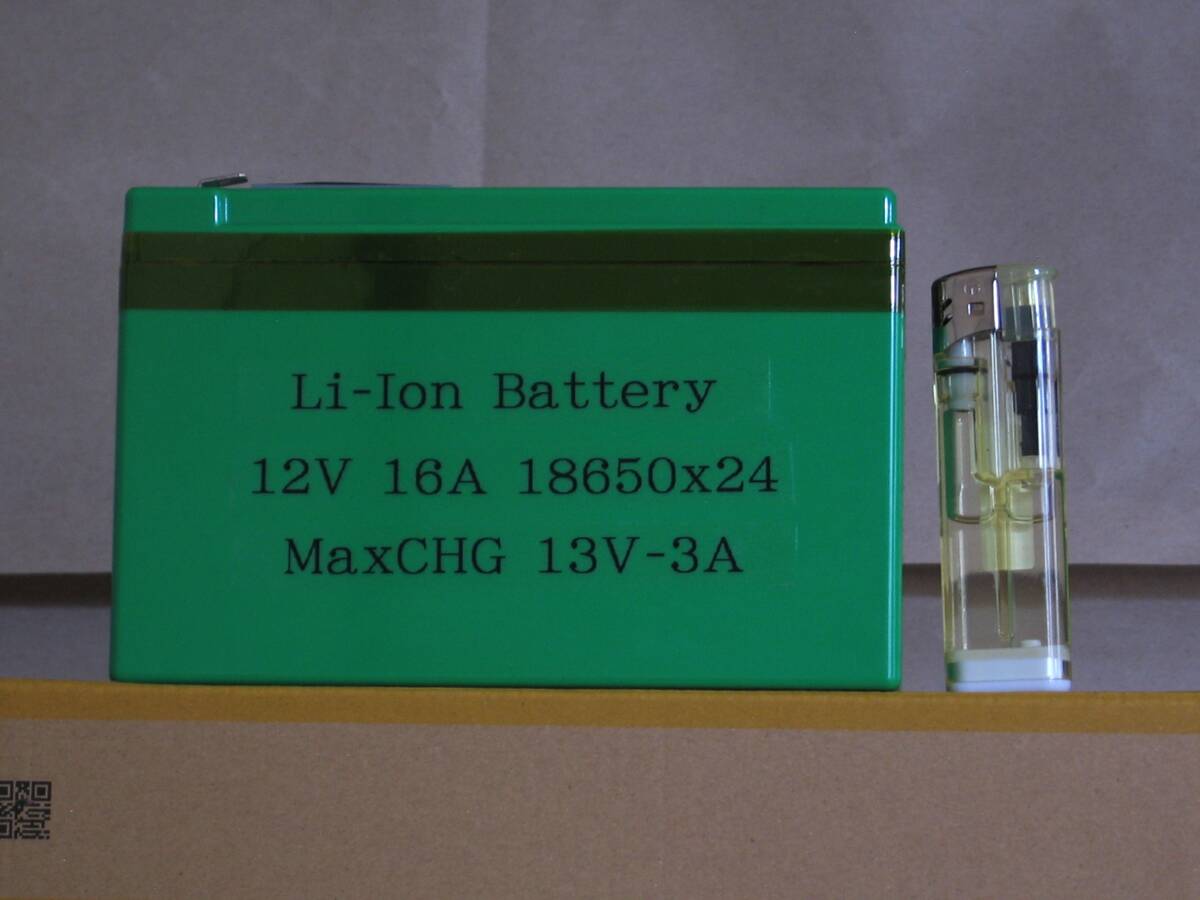 Li-Ion Battery
12V 16A 18650x24
MaxCHG 13V-3A